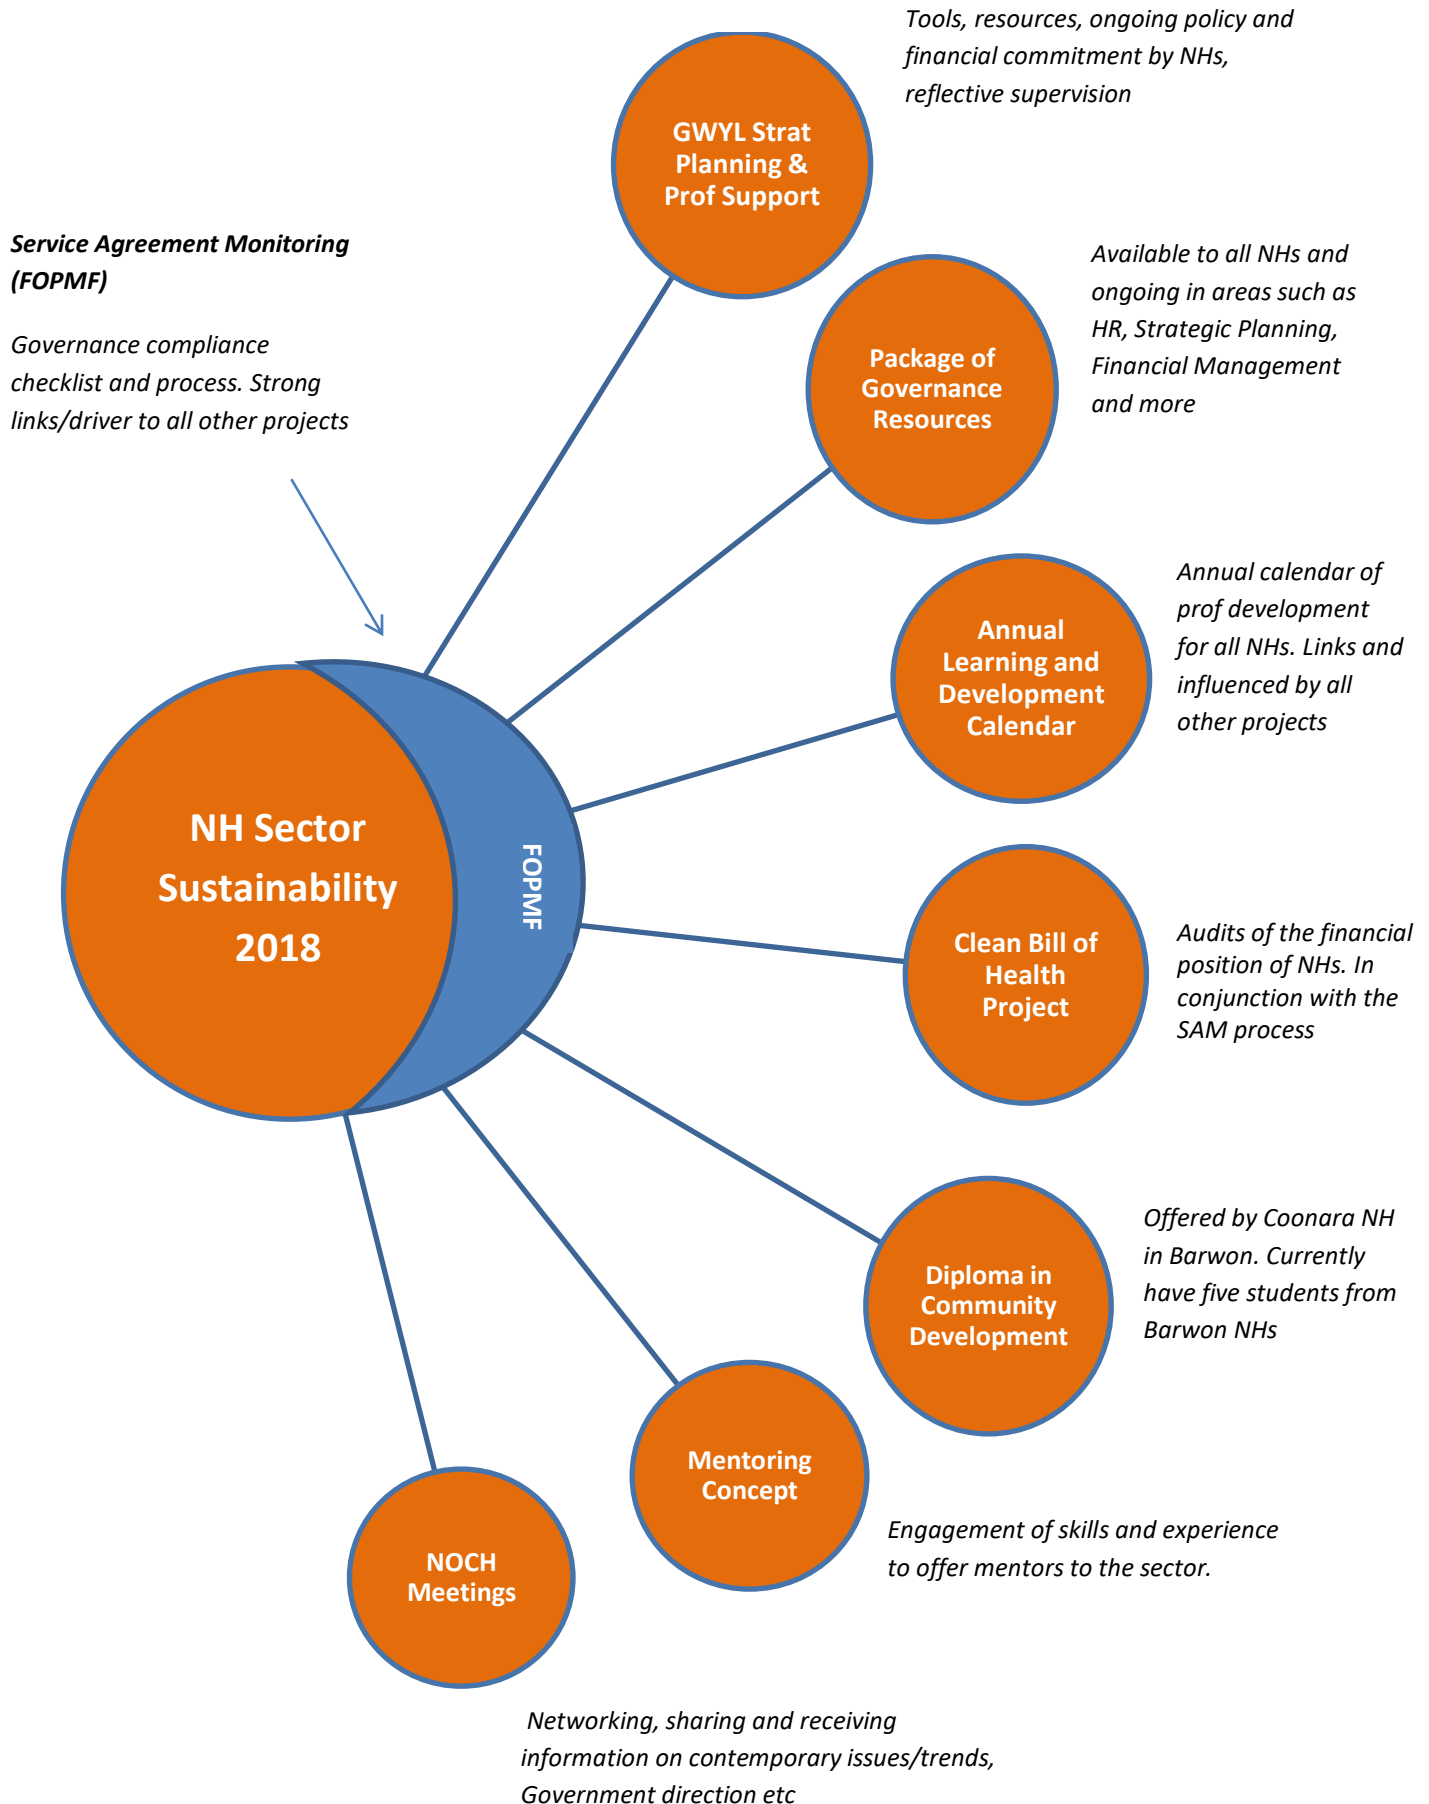 Tools, resources, ongoing policy and
financial commitment by NHs,
reflective supervision
GWYL Strat
Planning &
Prof Support
Service Agreement Monitoring
(FOPMF)
Governance compliance
checklist and process. Strong
links/driver to all other projects
Available to all NHs and
ongoing in areas such as
HR, Strategic Planning,
Financial Management
and more
Package of
Governance
Resources
Annual calendar of
prof development
for all NHs. Links and
influenced by all
other projects
Annual
Learning and
Development
Calendar
NH Sector
Sustainability
2018
FOPMF
Clean Bill of
Health
Project
Audits of the financial
position of NHs. In
conjunction with the
SAM process
Diploma in
Community
Development
Offered by Coonara NH
in Barwon. Currently
have five students from
Barwon NHs
Mentoring
Concept
Engagement of skills and experience
to offer mentors to the sector.
NOCH
Meetings
Networking, sharing and receiving
information on contemporary issues/trends,
Government direction etc